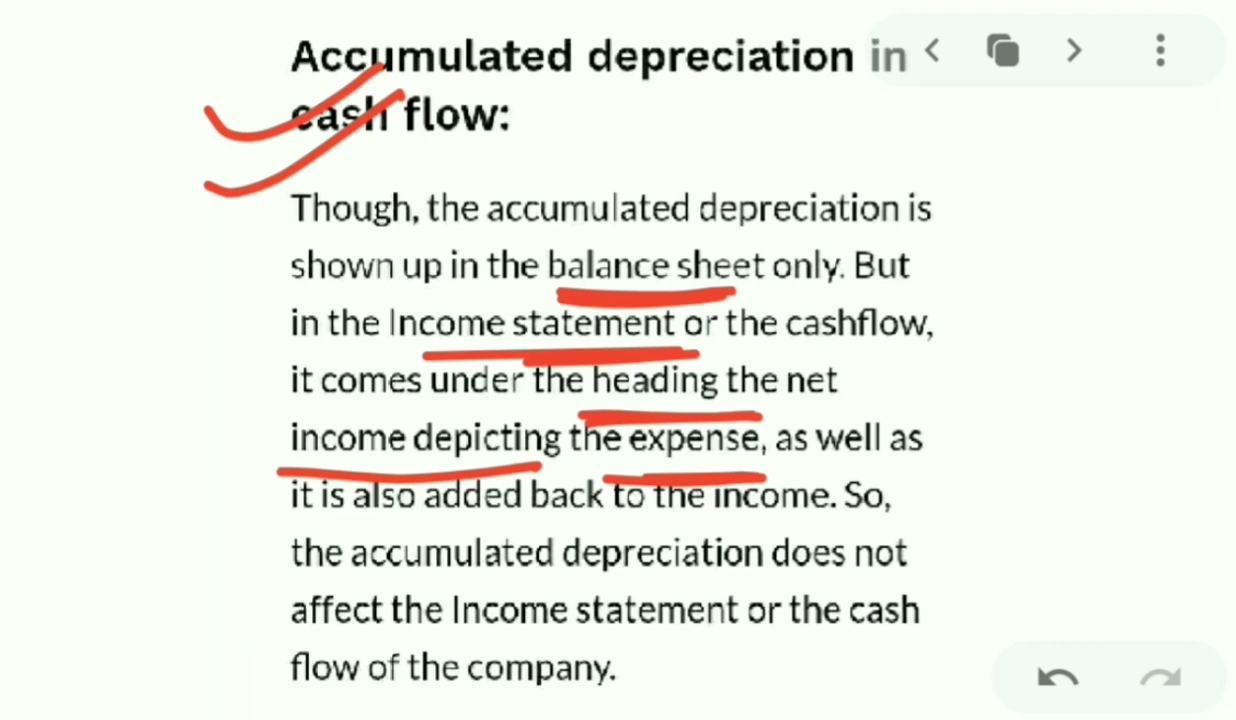 Accumulated depreciation in
cash flow:
Though, the accumulated depreciation is
shown up in the balance sheet only. But
in the Income statement or the cashflow,
it comes under the heading the net
income depicting the expense, as well as
it is also added back to the income. So,
the accumulated depreciation does not
affect the Income statement or the cash
flow of the company.